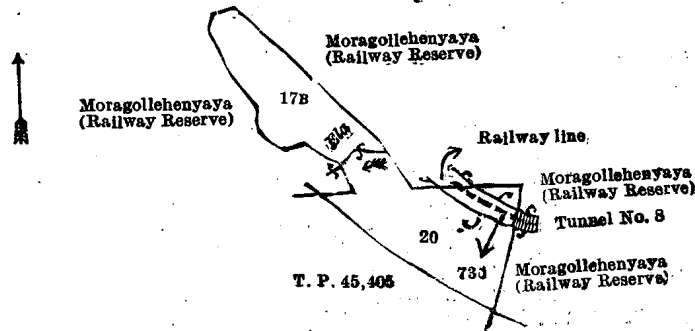 Moragollehenyaya
(Railway Reserve)
Moragollehenyaya
(Railway Reserve)
17B
Ela
Railway line
Moragollehenyaya
(Railway Reserve)
Tunnel No. 8
20
T. P. 45,405
Moragollehenyaya
(Railway Reserve)